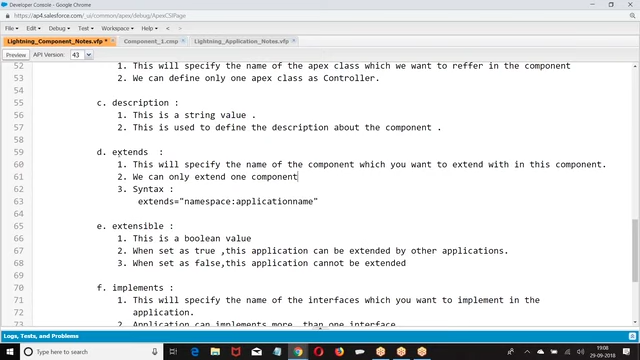 Developer Console - Google Chrome
https://ap4.salesforce.com/_ui/common/apex/debug/ApexCSIPage
File Edit Debug Test Workspace Help < >
Lightning_Component_Notes.vfp * Component_1.cmp Lightning_Application_Notes.vfp
Preview API Version: 43
52 1. This will specify the name of the apex class which we want to reffer in the component
53 2. We can define only one apex class as Controller.
54
55 c. description :
56 1. This is a string value .
57 2. This is used to define the description about the component .
58
59 d. extends :
60 1. This will specify the name of the component which you want to extend with in this component.
61 2. We can only extend one component
62 3. Syntax :
63 extends="namespace:applicationname"
65
66 e. extensible :
66 1. This is a boolean value
67 2. When set as true ,this application can be extended by other applications.
68 3. When set as false,this application cannot be extended
69
70 f. implements :
71 1. This will specify the name of the interfaces which you want to implement in the
72 application.
73 2. Application can implements more than one interface
Logs, Tests, and Problems
Type here to search
19:08
29-09-2018